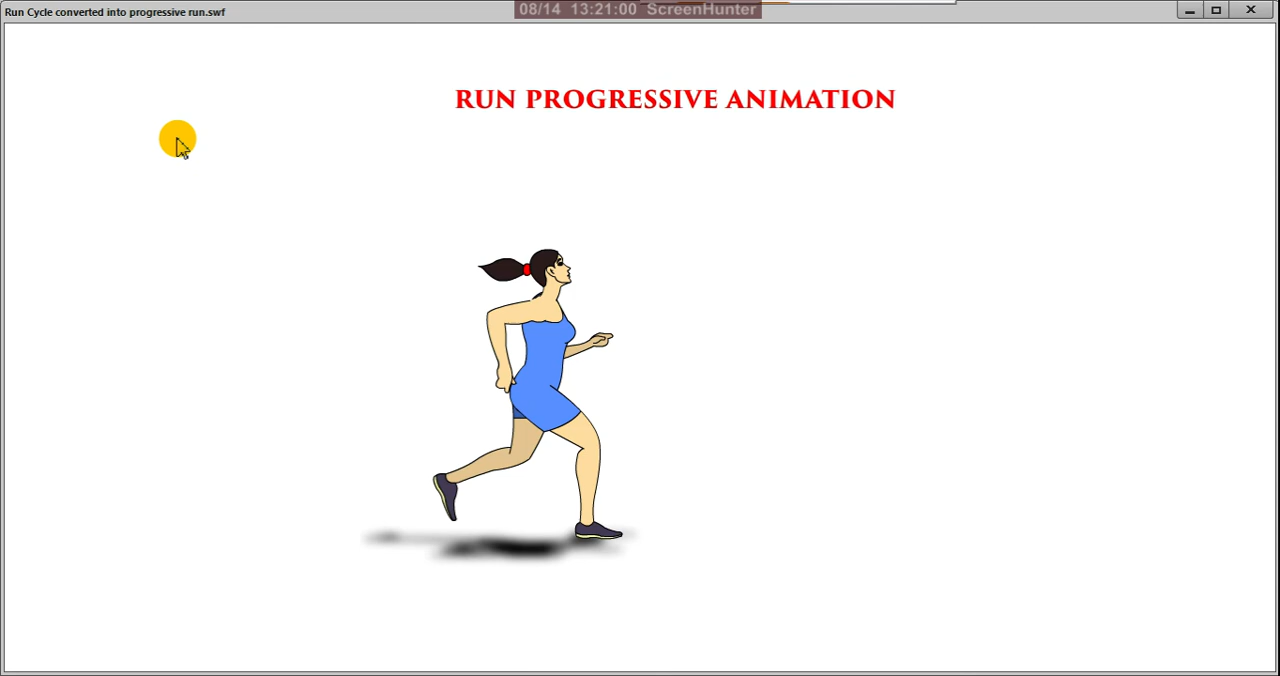 08/14 13:21:00 ScreenHunter
Run Cycle converted into progressive run.swf
RUN PROGRESSIVE ANIMATION